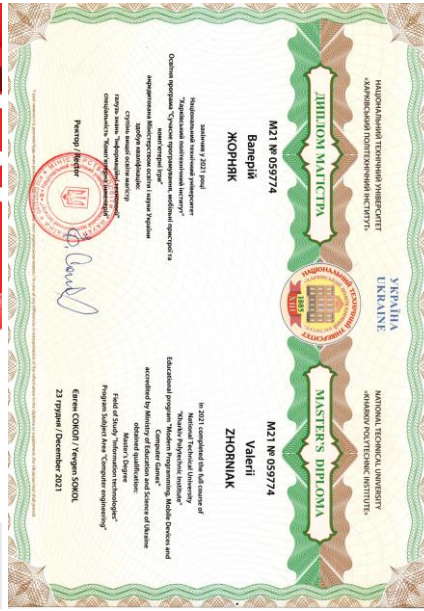 УКРАЇНА
UKRAINE
НАЦІОНАЛЬНИЙ ТЕХНІЧНИЙ УНІВЕРСИТЕТ
«ХАРКІВСЬКИЙ ПОЛІТЕХНІЧНИЙ ІНСТИТУТ»
ДИПЛОМ МАГІСТРА
М21 № 059774
Валерій
ЖОРНЯК
закінчив у 2021 році
Національний технічний університет
"Харківський політехнічний інститут"
Освітня програма "Сучасне програмування, мобільні пристрої та
комп'ютерні ігри"
акредитована Міністерством освіти і науки України
здобув кваліфікацію:
ступінь вищої освіти магістр
галузь знань "Інформаційні технології"
спеціальність "Комп'ютерна інженерія"
Ректор / Rector
НАЦІОНАЛЬНИЙ ТЕХНІЧНИЙ УНІВЕРСИТЕТ
1885
ХПІ
NATIONAL TECHNICAL UNIVERSITY
«KHARKIV POLYTECHNIC INSTITUTE»
MASTER'S DIPLOMA
M21 № 059774
Valerii
ZHORNIAK
in 2021 completed the full course of
National Technical University
"Kharkiv Polytechnic Institute"
Educational program "Modern Programming, Mobile Devices and
Computer Games"
accredited by Ministry of Education and Science of Ukraine
obtained qualification:
Master's Degree
Field of Study "Information technologies"
Program Subject Area "Computer engineering"
Євген СОКОЛ / Yevgen SOKOL
23 грудня / December 2021